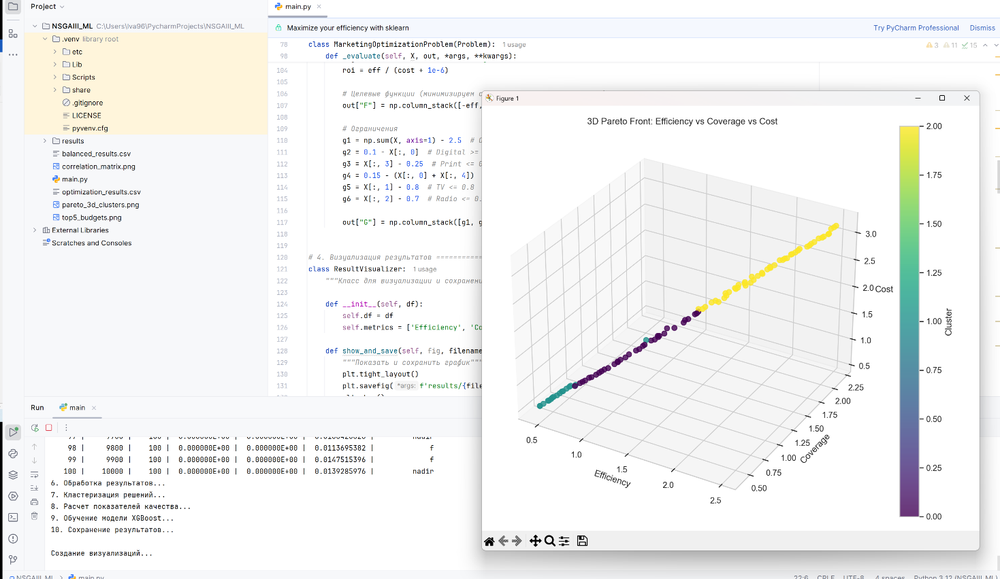 Project
main.py
NSGAIII_ML C:\Users\lva96\PycharmProjects\NSGAIII_ML
.venv library root
etc
Lib
Scripts
share
.gitignore
LICENSE
pyvenv.cfg
results
balanced_results.csv
correlation_matrix.png
main.py
optimization_results.csv
pareto_3d_clusters.png
top5_budgets.png
External Libraries
Scratches and Consoles
Maximize your efficiency with sklearn
Try PyCharm Professional Dismiss
3 11 15
78 class MarketingOptimizationProblem(Problem): 1 usage
98 def _evaluate(self, X, out, *args, **kwargs):
104 roi = eff / (cost + 1e-6)
105
106 # Целевые функции (минимизируем
107 out["F"] = np.column_stack([-eff,
108
109 # Ограничения
110 g1 = np.sum(X, axis=1) - 2.5 #
111 g2 = 0.1 - X[:, 0] # Digital >=
112 g3 = X[:, 3] - 0.25 # Print <=
113 g4 = 0.15 - (X[:, 0] + X[:, 4])
114 g5 = X[:, 1] - 0.8 # TV <= 0.8
115 g6 = X[:, 2] - 0.7 # Radio <= 0.
116
117 out["G"] = np.column_stack([g1, g
118
119
120 # 4. Визуализация результатов ===========
121 class ResultVisualizer: 1 usage
122 """Класс для визуализации и сохранени
123
124 def __init__(self, df):
125 self.df = df
126 self.metrics = ['Efficiency', 'Co
127
128 def show_and_save(self, fig, filename
129 """Показать и сохранить график"""
130 plt.tight_layout()
131 plt.savefig( *args: f'results/{file
Figure 1
3D Pareto Front: Efficiency vs Coverage vs Cost
3.0
2.5
2.0
1.5
1.0
0.5
Cost
2.25
2.00
1.75
1.50
1.25
1.00
0.75
0.50
Coverage
0.5
1.0
1.5
2.0
2.5
Efficiency
2.00
1.75
1.50
1.25
1.00
0.75
0.50
0.25
0.00
Cluster
Run main
98 | 9800 | 100 | 0.000000E+00 | 0.000000E+00 | 0.0113695382 | f
99 | 9900 | 100 | 0.000000E+00 | 0.000000E+00 | 0.0147515396 | f
100 | 10000 | 100 | 0.000000E+00 | 0.000000E+00 | 0.0139285976 | nadir
6. Обработка результатов...
7. Кластеризация решений...
8. Расчет показателей качества...
9. Обучение модели XGBoost...
10. Сохранение результатов...
Создание визуализаций...
NSGAIII_ML > main.py
22:6 CRLF UTF-8 4 spaces Python 3.12 (NSGAIII_ML)